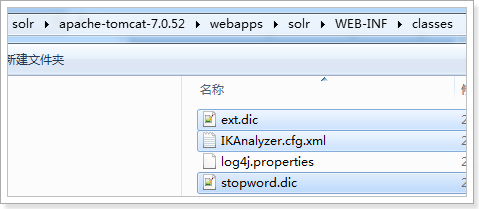 solr ▸ apache-tomcat-7.0.52 ▸ webapps ▸ solr ▸ WEB-INF ▸ classes
新建文件夹
名称
ext.dic
IKAnalyzer.cfg.xml
log4j.properties
stopword.dic